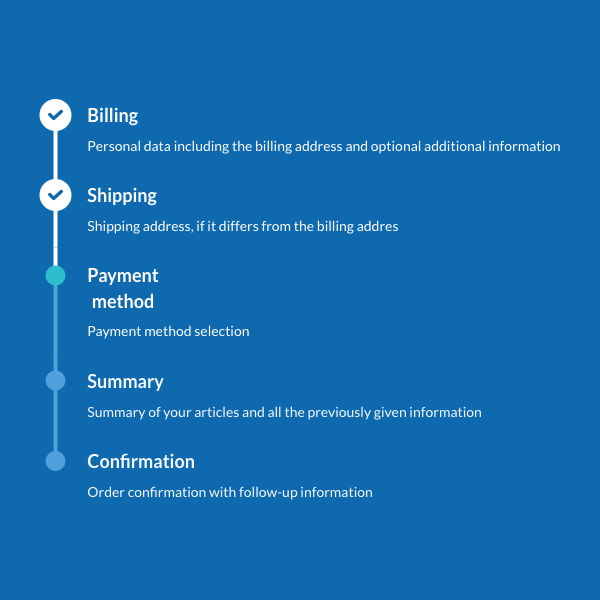 Billing
Personal data including the billing address and optional additional information
Shipping
Shipping address, if it differs from the billing addres
Payment
method
Payment method selection
Summary
Summary of your articles and all the previously given information
Confirmation
Order confirmation with follow-up information